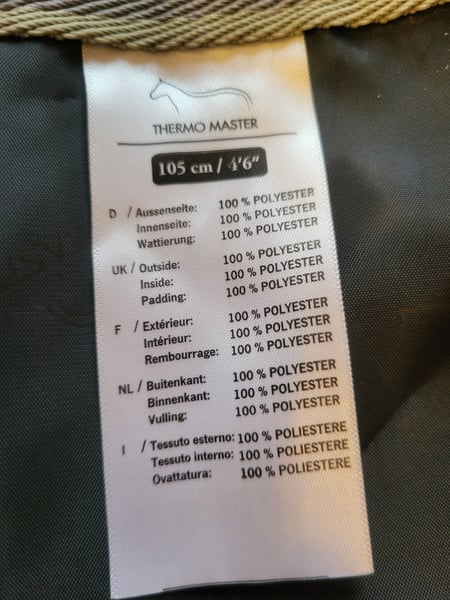 THERMO MASTER
105 cm / 4'6"
D / Aussenseite: 100 % POLYESTER
Innenseite: 100 % POLYESTER
Wattierung: 100 % POLYESTER
UK / Outside: 100 % POLYESTER
Inside: 100 % POLYESTER
Padding: 100 % POLYESTER
F / Extérieur: 100 % POLYESTER
Intérieur: 100 % POLYESTER
Rembourrage: 100 % POLYESTER
NL / Buitenkant: 100 % POLYESTER
Binnenkant: 100 % POLYESTER
Vulling: 100 % POLYESTER
I / Tessuto esterno: 100 % POLIESTERE
Tessuto interno: 100 % POLIESTERE
Ovattatura: 100 % POLIESTERE